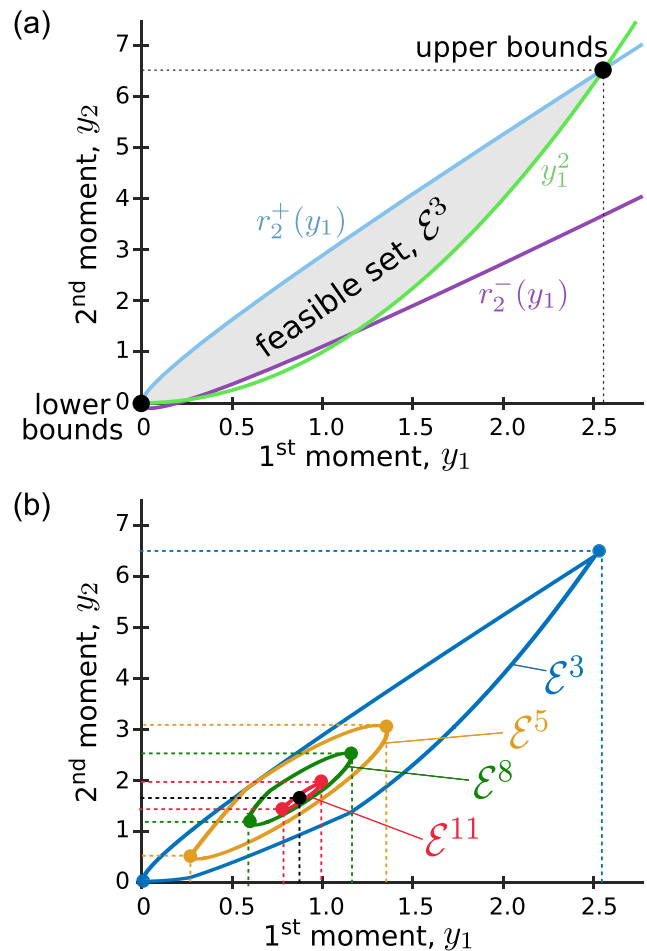 (a)
7
6
5
4
3
2
1
0
2nd moment, y₂
upper bounds
y₁²
r₂⁺(y₁)
feasible set, ℰ³
r₂⁻(y₁)
lower
bounds
0 0.5 1.0 1.5 2.0 2.5
1st moment, y₁
(b)
7
6
5
4
3
2
1
0
2nd moment, y₂
ℰ³
ℰ⁵
ℰ⁸
ℰ¹¹
0 0.5 1.0 1.5 2.0 2.5
1st moment, y₁